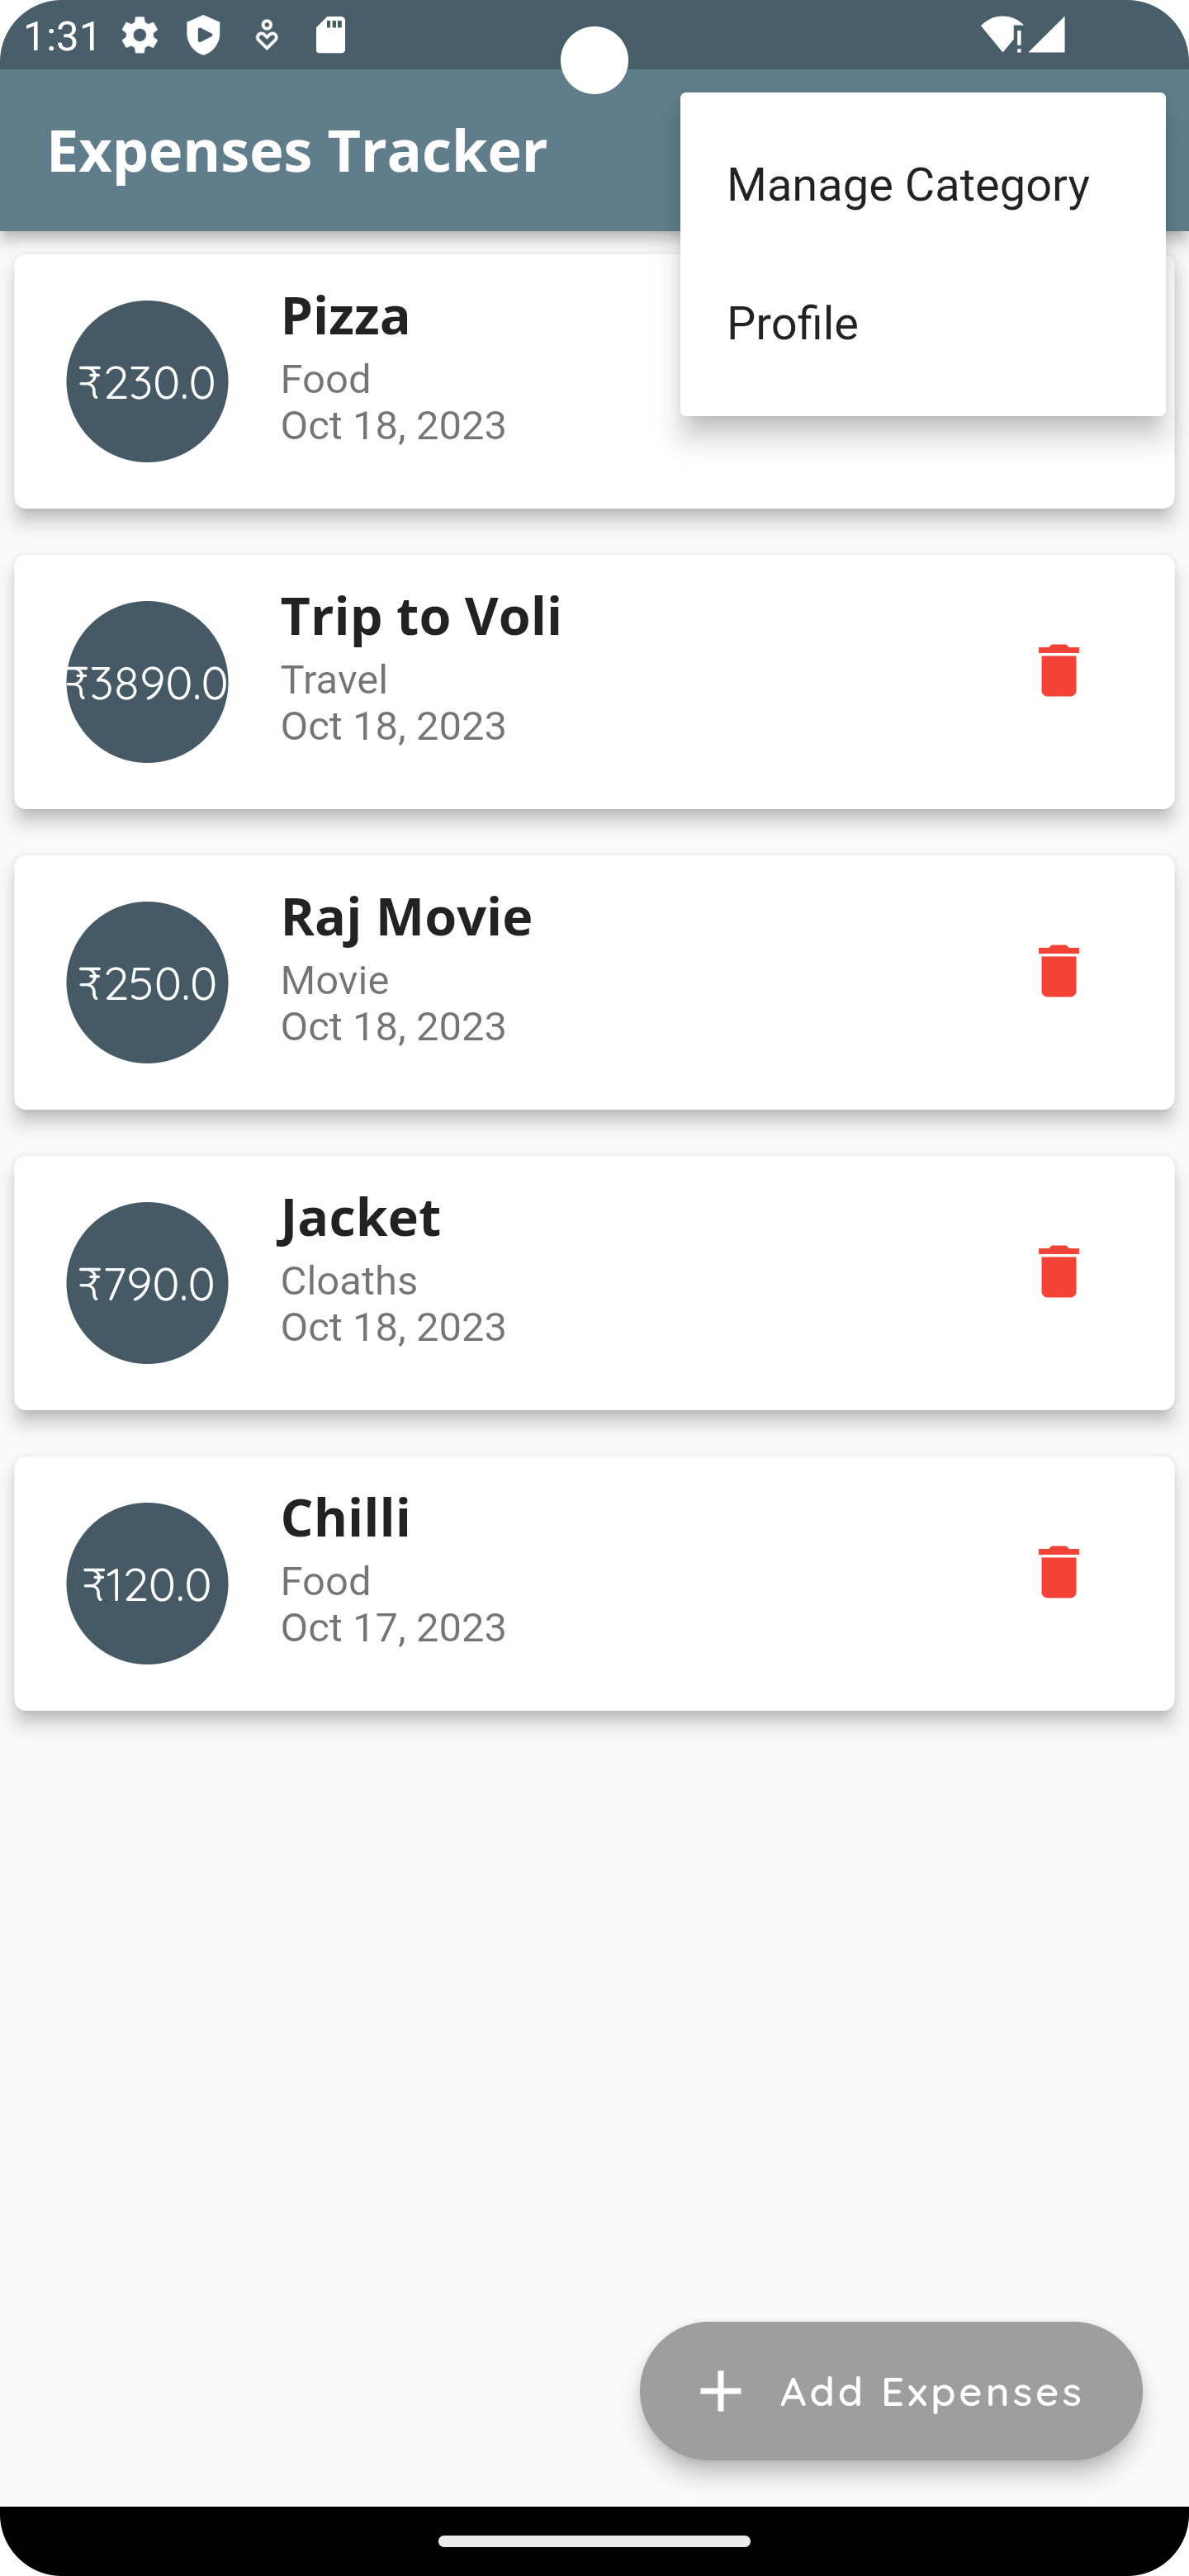 1:31
Expenses Tracker
Manage Category
Profile
₹230.0
Pizza
Food
Oct 18, 2023
₹3890.0
Trip to Voli
Travel
Oct 18, 2023
₹250.0
Raj Movie
Movie
Oct 18, 2023
₹790.0
Jacket
Cloaths
Oct 18, 2023
₹120.0
Chilli
Food
Oct 17, 2023
Add Expenses